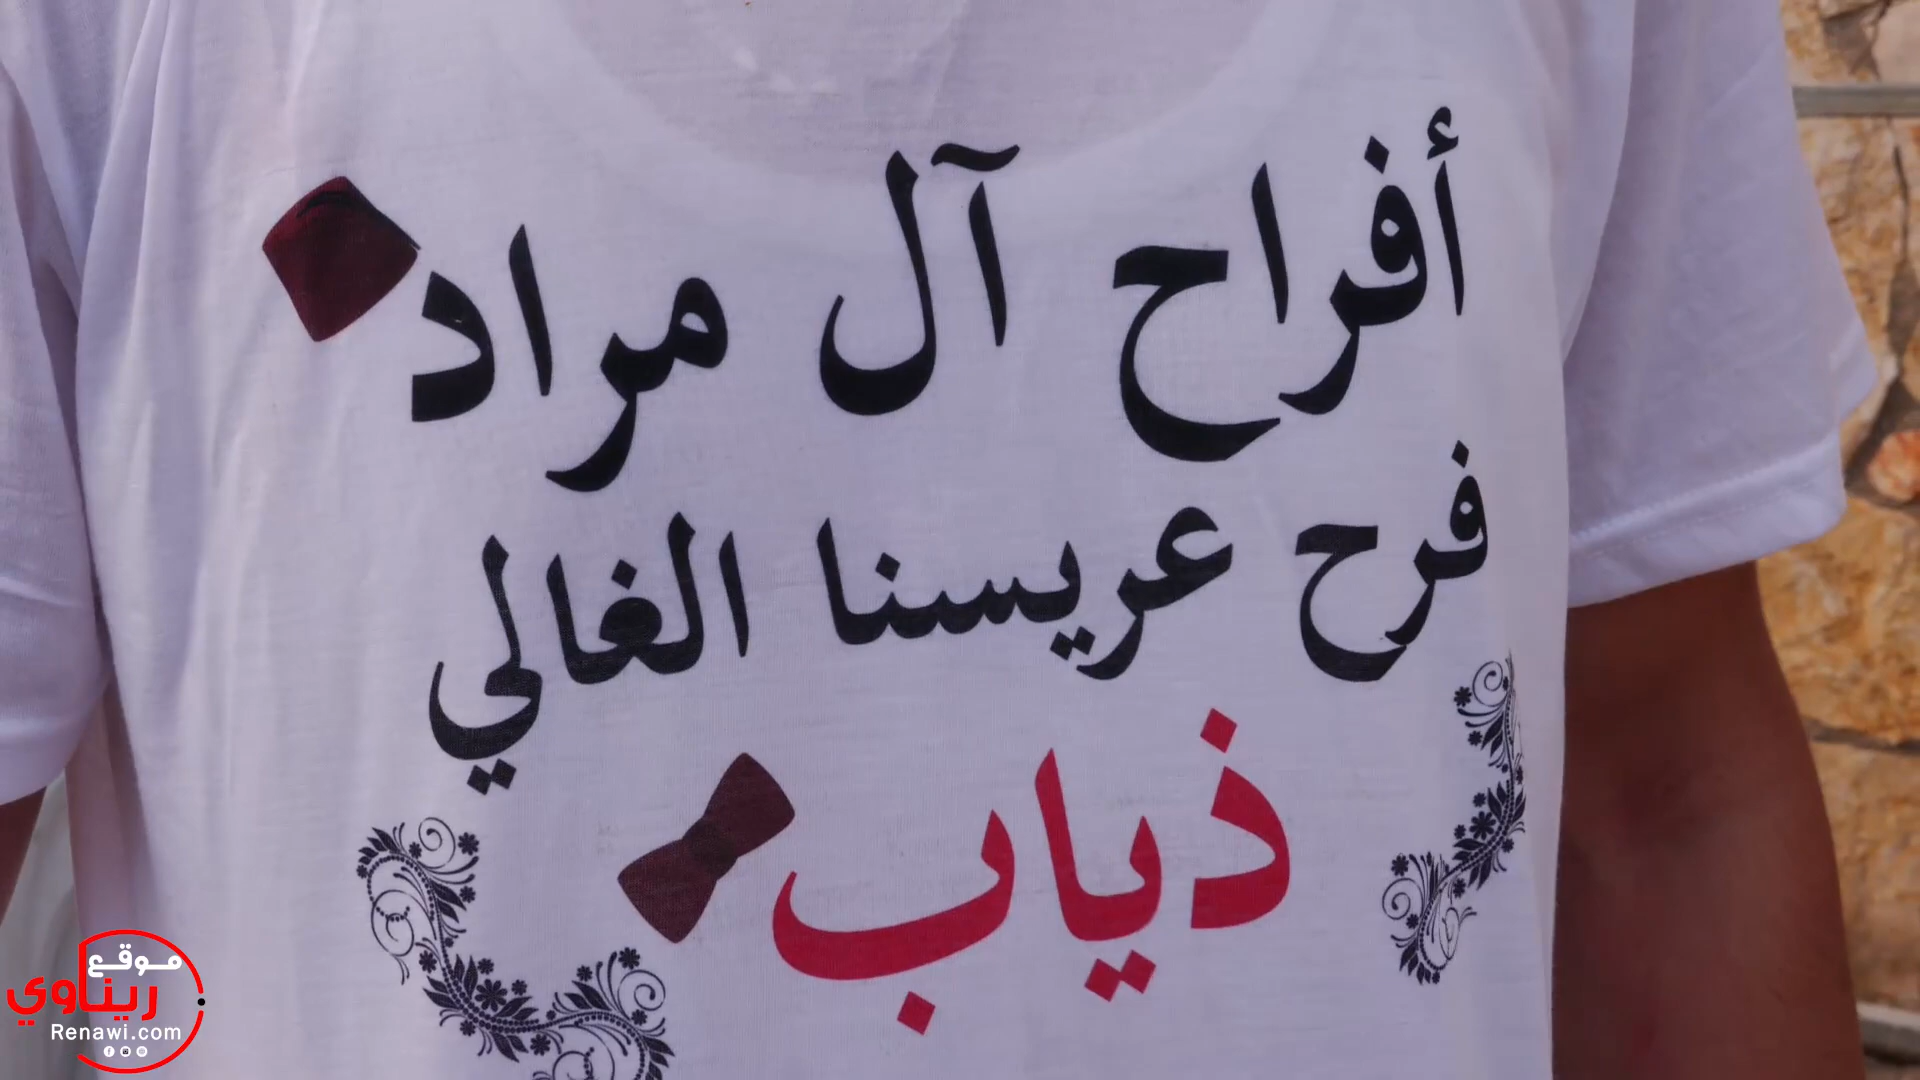 أفراح آل مراد
فرح عريسنا الغالي
ذياب
موقع
ريناوي
Renawi.com